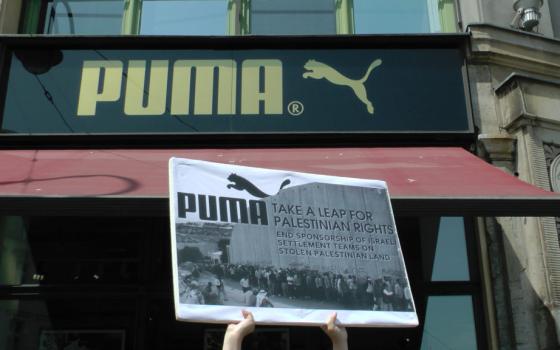 PUMA®
PUMA
TAKE A LEAP FOR
PALESTINIAN RIGHTS
END SPONSORSHIP OF ISRAELI
SETTLEMENT TEAMS ON
STOLEN PALESTINIAN LAND